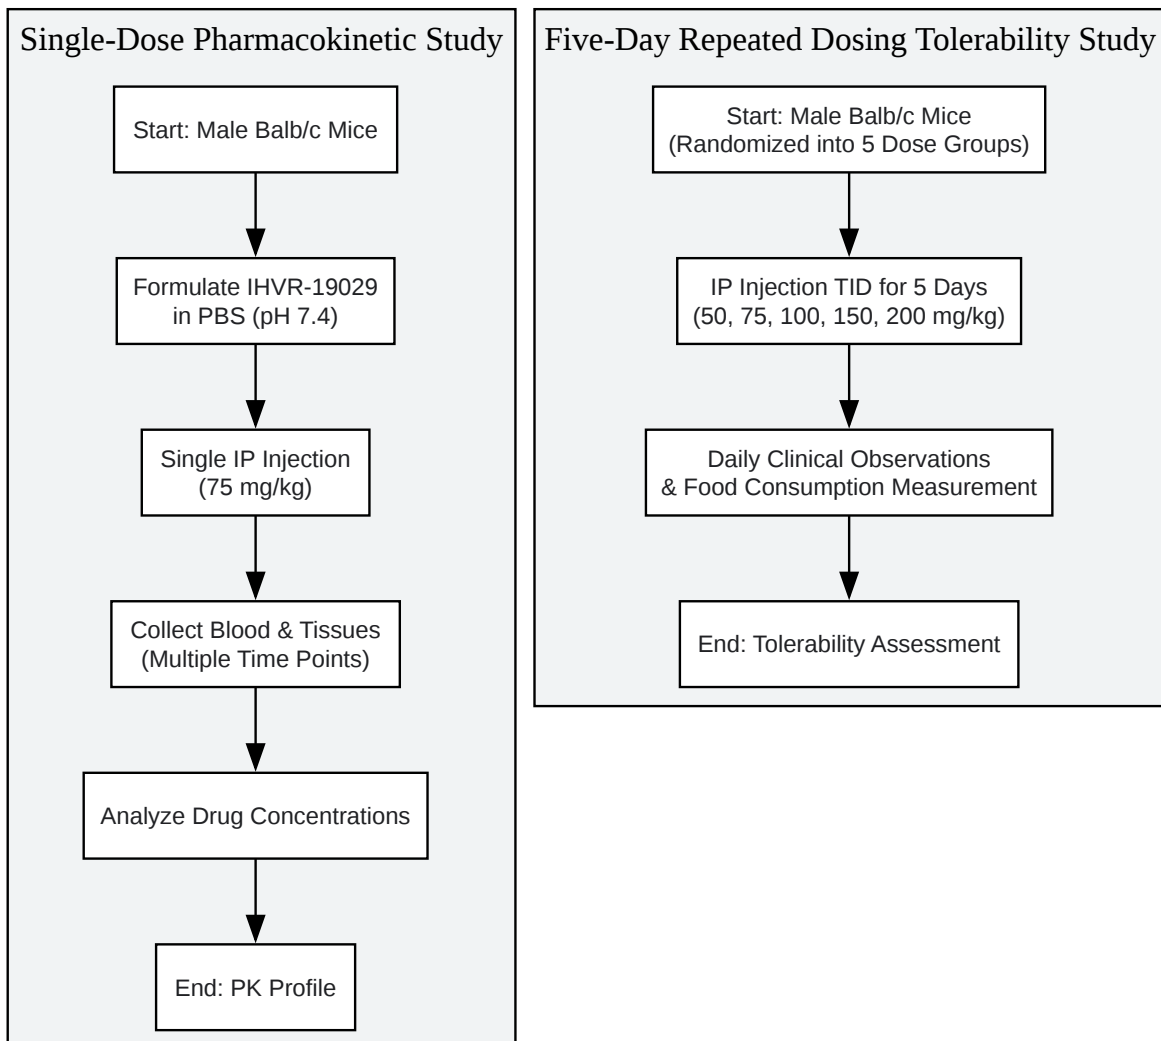 Single-Dose Pharmacokinetic Study
Start: Male Balb/c Mice
Formulate IHVR-19029
in PBS (pH 7.4)
Single IP Injection
(75 mg/kg)
Collect Blood & Tissues
(Multiple Time Points)
Analyze Drug Concentrations
End: PK Profile
Five-Day Repeated Dosing Tolerability Study
Start: Male Balb/c Mice
(Randomized into 5 Dose Groups)
IP Injection TID for 5 Days
(50, 75, 100, 150, 200 mg/kg)
Daily Clinical Observations
& Food Consumption Measurement
End: Tolerability Assessment